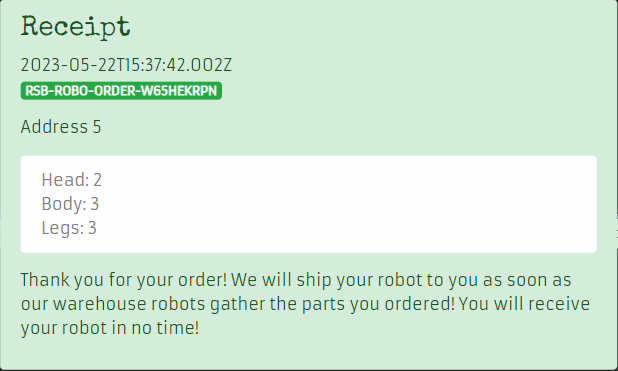 Receipt
2023-05-22T15:37:42.002Z
RSB-ROBO-ORDER-W65HEKRPN
Address 5
Head: 2
Body: 3
Legs: 3
Thank you for your order! We will ship your robot to you as soon as
our warehouse robots gather the parts you ordered! You will receive
your robot in no time!